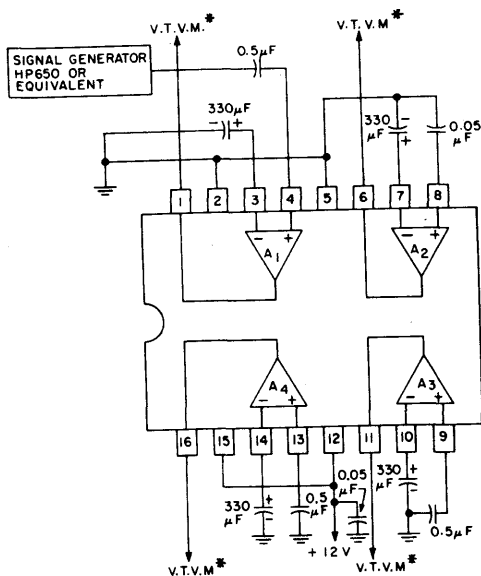 V.T.V.M.*
V.T.V.M*
SIGNAL GENERATOR
HP650 OR
EQUIVALENT
0.5µF
330µF
- +
330
µF
-
+
0.05
µF
1 2 3 4 5 6 7 8
- +
A1
- +
A2
A4
- +
A3
- +
16 15 14 13 12 11 10 9
330
µF
+
-
0.5
µF
0.05
µF
+ 12 V
330
µF
+
-
0.5µF
V.T.V.M*
V.T.V.M*